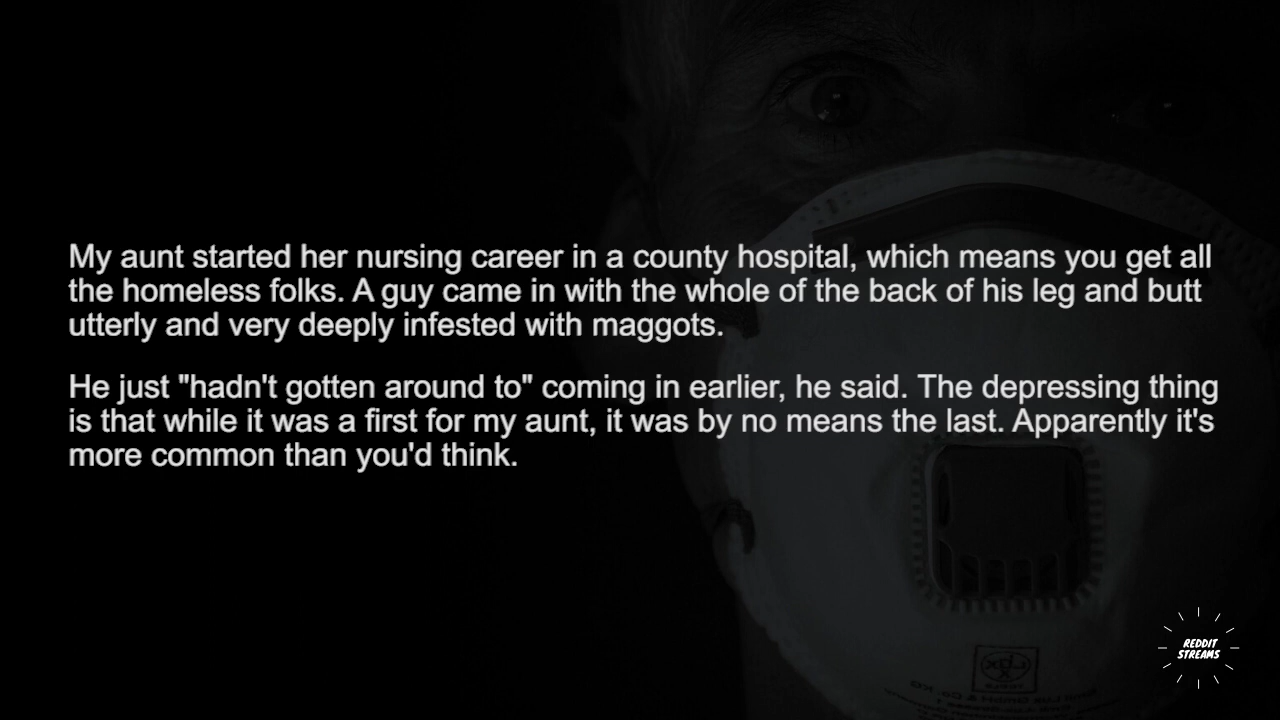 My aunt started her nursing career in a county hospital, which means you get all
the homeless folks. A guy came in with the whole of the back of his leg and butt
utterly and very deeply infested with maggots.
He just "hadn't gotten around to" coming in earlier, he said. The depressing thing
is that while it was a first for my aunt, it was by no means the last. Apparently it's
more common than you'd think.
REDDIT
STREAMS